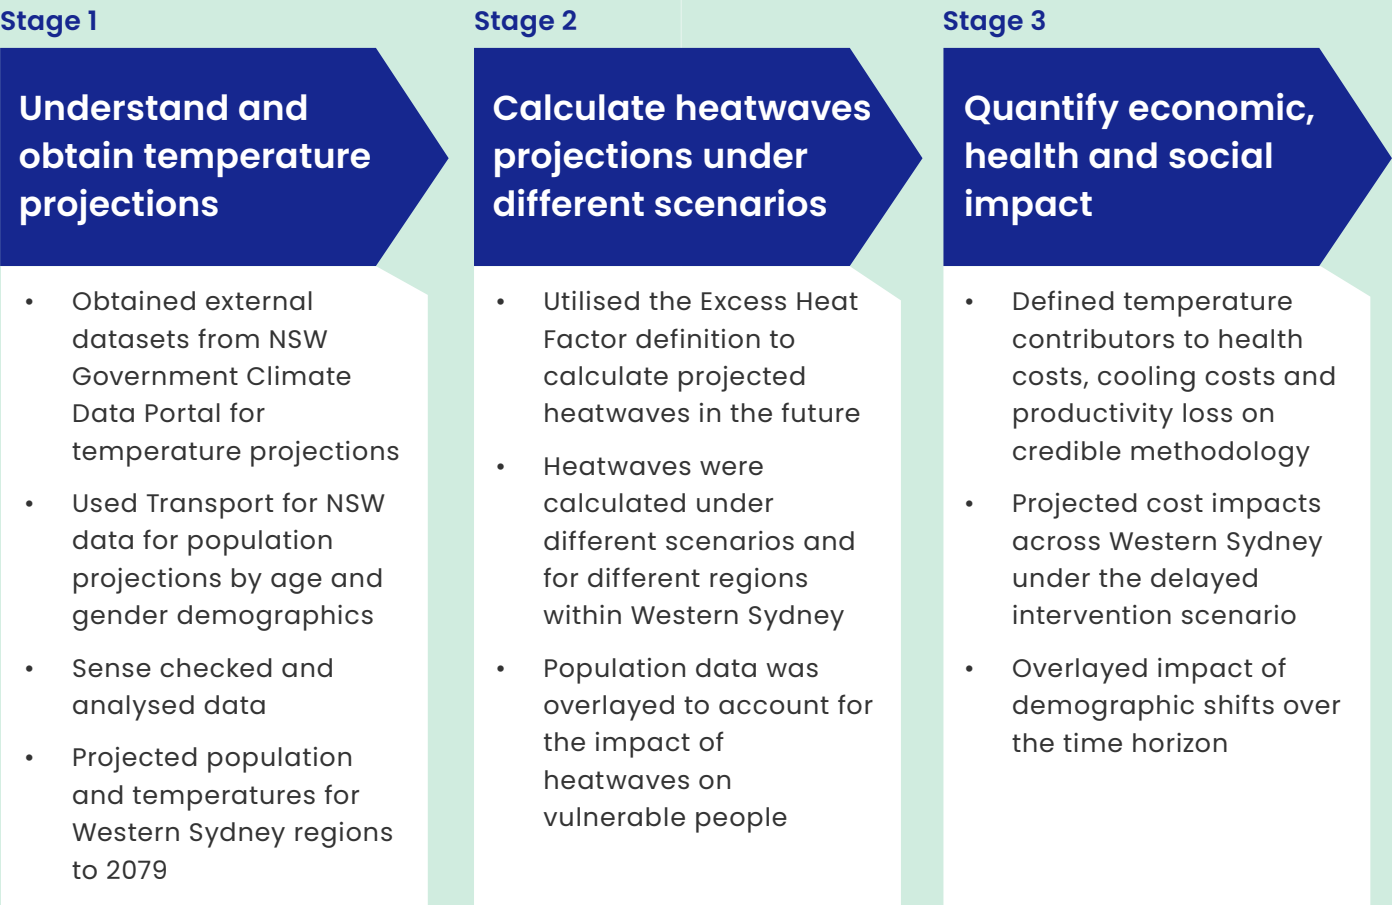 Stage 1
Understand and
obtain temperature
projections
• Obtained external
datasets from NSW
Government Climate
Data Portal for
temperature projections
• Used Transport for NSW
data for population
projections by age and
gender demographics
• Sense checked and
analysed data
• Projected population
and temperatures for
Western Sydney regions
to 2079
Stage 2
Calculate heatwaves
projections under
different scenarios
• Utilised the Excess Heat
Factor definition to
calculate projected
heatwaves in the future
• Heatwaves were
calculated under
different scenarios and
for different regions
within Western Sydney
• Population data was
overlayed to account for
the impact of
heatwaves on
vulnerable people
Stage 3
Quantify economic,
health and social
impact
• Defined temperature
contributors to health
costs, cooling costs and
productivity loss on
credible methodology
• Projected cost impacts
across Western Sydney
under the delayed
intervention scenario
• Overlayed impact of
demographic shifts over
the time horizon